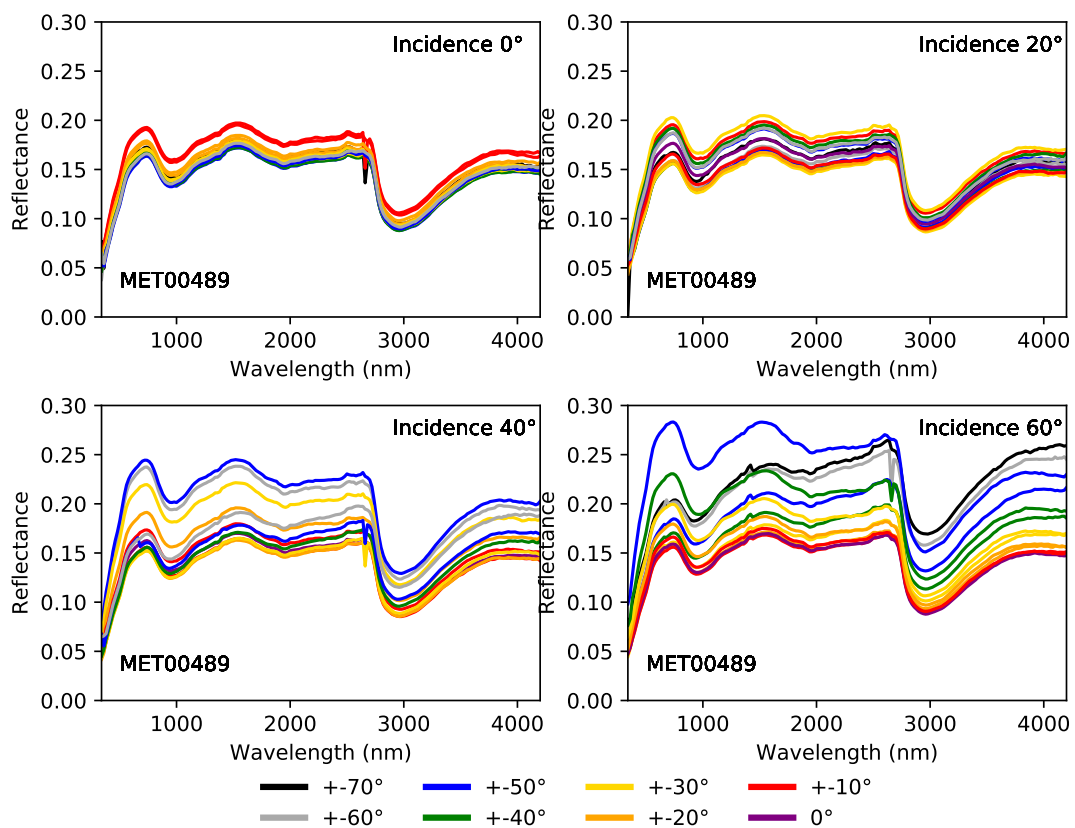 0.30
0.25
0.20
0.15
0.10
0.05
0.00
Reflectance
Incidence 0°
MET00489
1000 2000 3000 4000
Wavelength (nm)
0.30
0.25
0.20
0.15
0.10
0.05
0.00
Reflectance
Incidence 20°
MET00489
1000 2000 3000 4000
Wavelength (nm)
0.30
0.25
0.20
0.15
0.10
0.05
0.00
Reflectance
Incidence 40°
MET00489
1000 2000 3000 4000
Wavelength (nm)
0.30
0.25
0.20
0.15
0.10
0.05
0.00
Reflectance
Incidence 60°
MET00489
1000 2000 3000 4000
Wavelength (nm)
+-70° +-50° +-30° +-10°
+-60° +-40° +-20° 0°